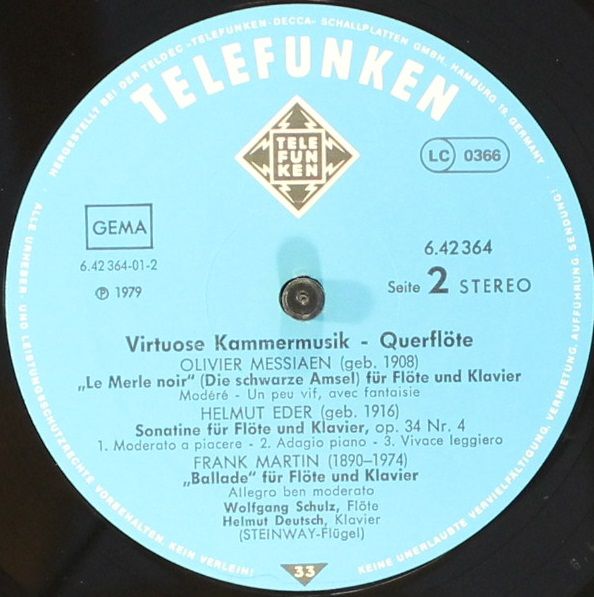 HERGESTELLT BEI DER TELDEC »TELEFUNKEN-DECCA« SCHALLPLATTEN GMBH, HAMBURG 19, GERMANY
TELEFUNKEN
TELE
FUN
KEN
LC 0366
GEMA
6.42 364-01-2
℗ 1979
6.42 364
Seite 2 STEREO
Virtuose Kammermusik - Querflöte
OLIVIER MESSIAEN (geb. 1908)
„Le Merle noir" (Die schwarze Amsel) für Flöte und Klavier
Modéré - Un peu vif, avec fantaisie
HELMUT EDER (geb. 1916)
Sonatine für Flöte und Klavier, op. 34 Nr. 4
1. Moderato a piacere - 2. Adagio piano - 3. Vivace leggiero
FRANK MARTIN (1890–1974)
„Ballade" für Flöte und Klavier
Allegro ben moderato
Wolfgang Schulz, Flöte
Helmut Deutsch, Klavier
(STEINWAY-Flügel)
33
ALLE URHEBER- UND LEISTUNGSSCHUTZRECHTE VORBEHALTEN. KEIN VERLEIH!
KEINE UNERLAUBTE VERVIELFÄLTIGUNG, VERMIETUNG, AUFFÜHRUNG, SENDUNG!